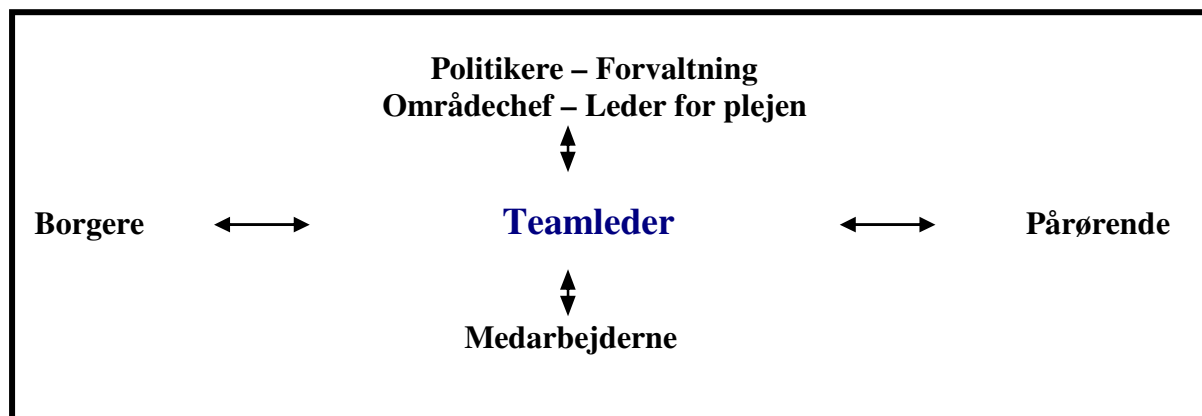 Politikere – Forvaltning
Områdechef – Leder for plejen
Borgere
Teamleder
Pårørende
Medarbejderne